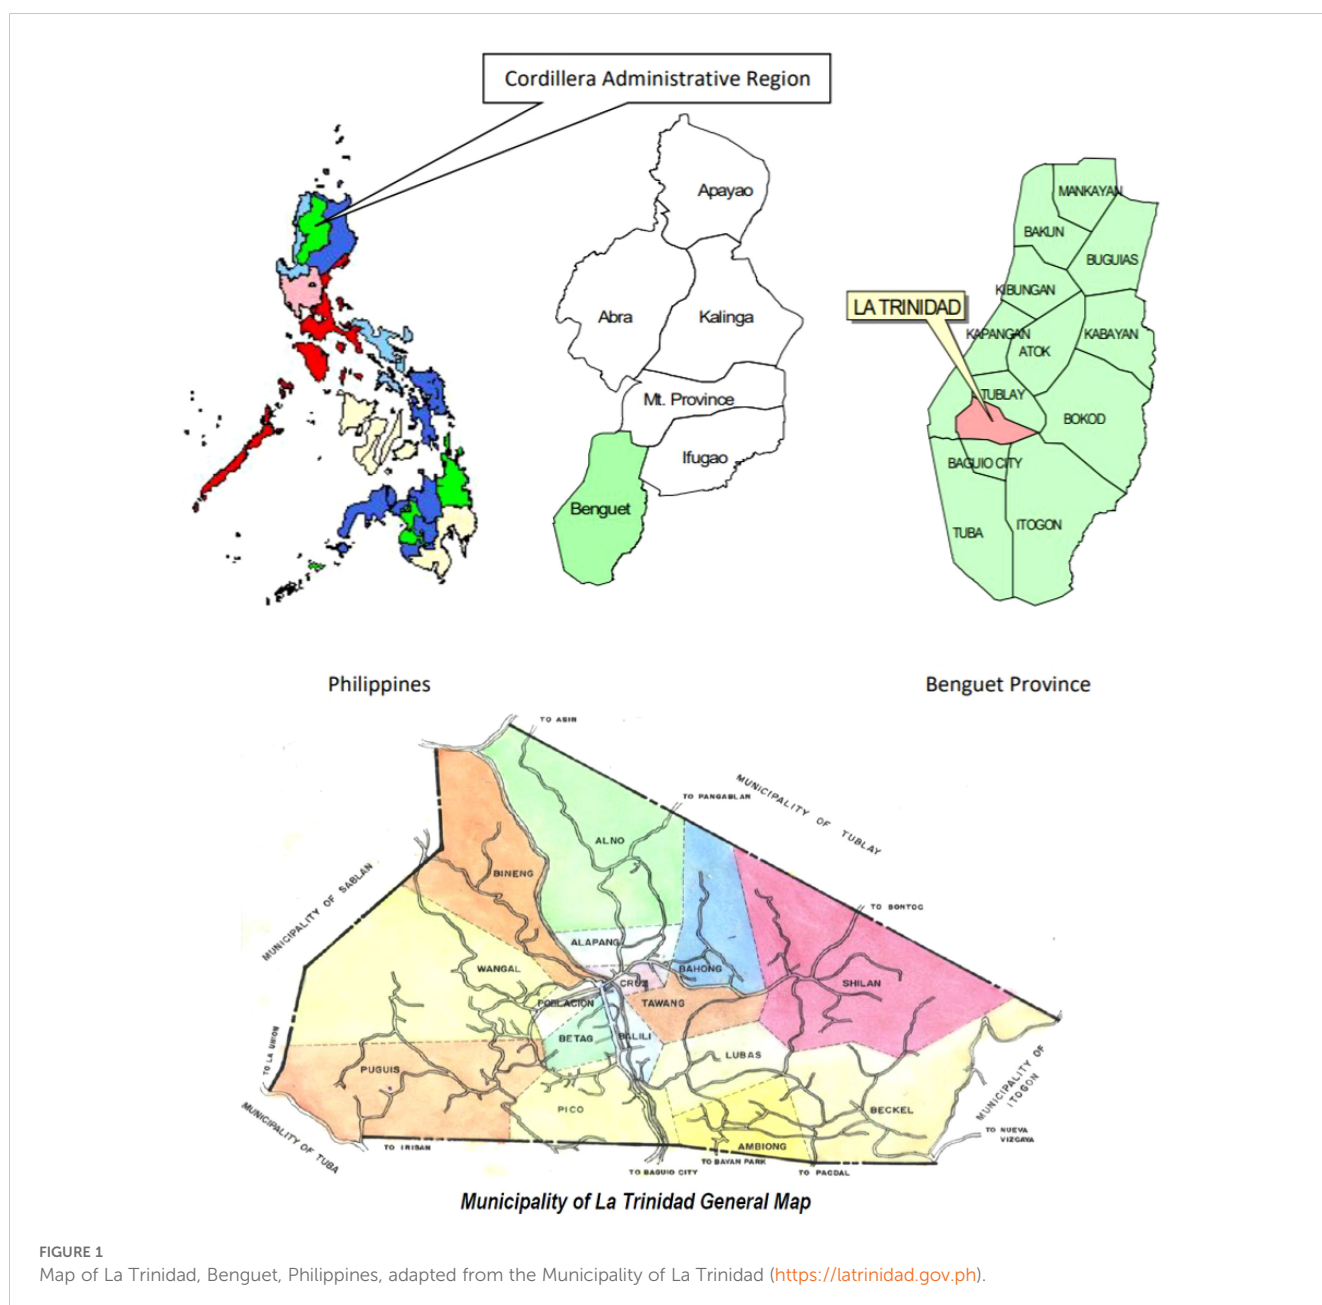 Cordillera Administrative Region
Apayao
Abra
Kalinga
Mt. Province
Ifugao
Benguet
MANKAYAN
BAKUN
BUGUIAS
KIBUNGAN
LA TRINIDAD
KAPANGAN
KABAYAN
ATOK
TUBLAY
BOKOD
BAGUIO CITY
TUBA
ITOGON
Philippines
Benguet Province
TO ASIN
MUNICIPALITY OF TUBLAY
TO PANGABLAN
ALNO
BINENG
MUNICIPALITY OF SABLAN
TO BONTOC
ALAPANG
WANGAL
BAHONG
CRUZ
SHILAN
POBLACION
TAWANG
BETAG
BALILI
TO LA UNION
LUBAS
PUGUIS
PICO
BECKEL
MUNICIPALITY OF
ITOGON
MUNICIPALITY OF TUBA
TO NUEVA
VIZCAYA
TO IRISAN
AMBIONG
TO BAYAN PARK
TO BAGUIO CITY
TO PACDAL
Municipality of La Trinidad General Map
FIGURE 1
Map of La Trinidad, Benguet, Philippines, adapted from the Municipality of La Trinidad (https://latrinidad.gov.ph).